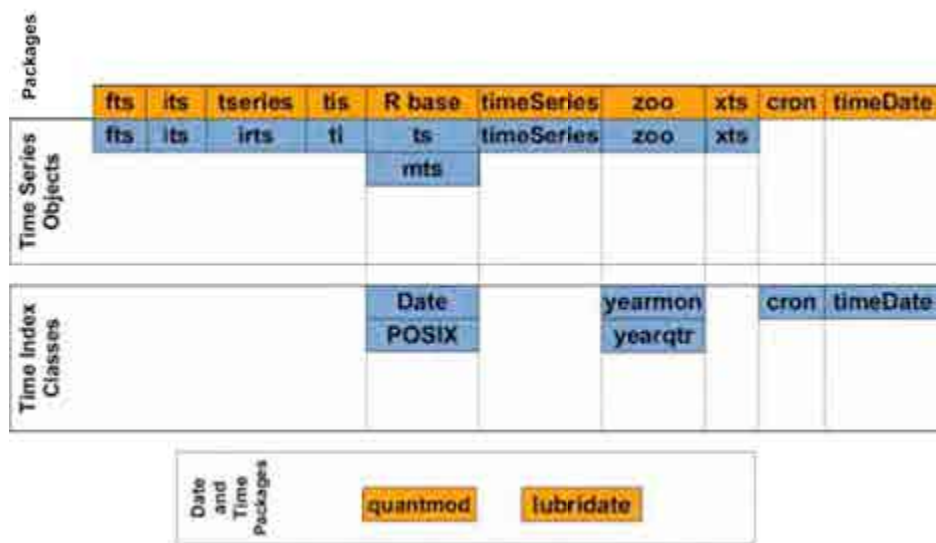 Packages
fts its tseries tis R base timeSeries zoo xts cron timeDate
Time Series
Objects
fts its irts ti ts timeSeries zoo xts
mts
Time Index
Classes
Date yearmon cron timeDate
POSIX yearqtr
Date
and
Time
Packages
quantmod lubridate